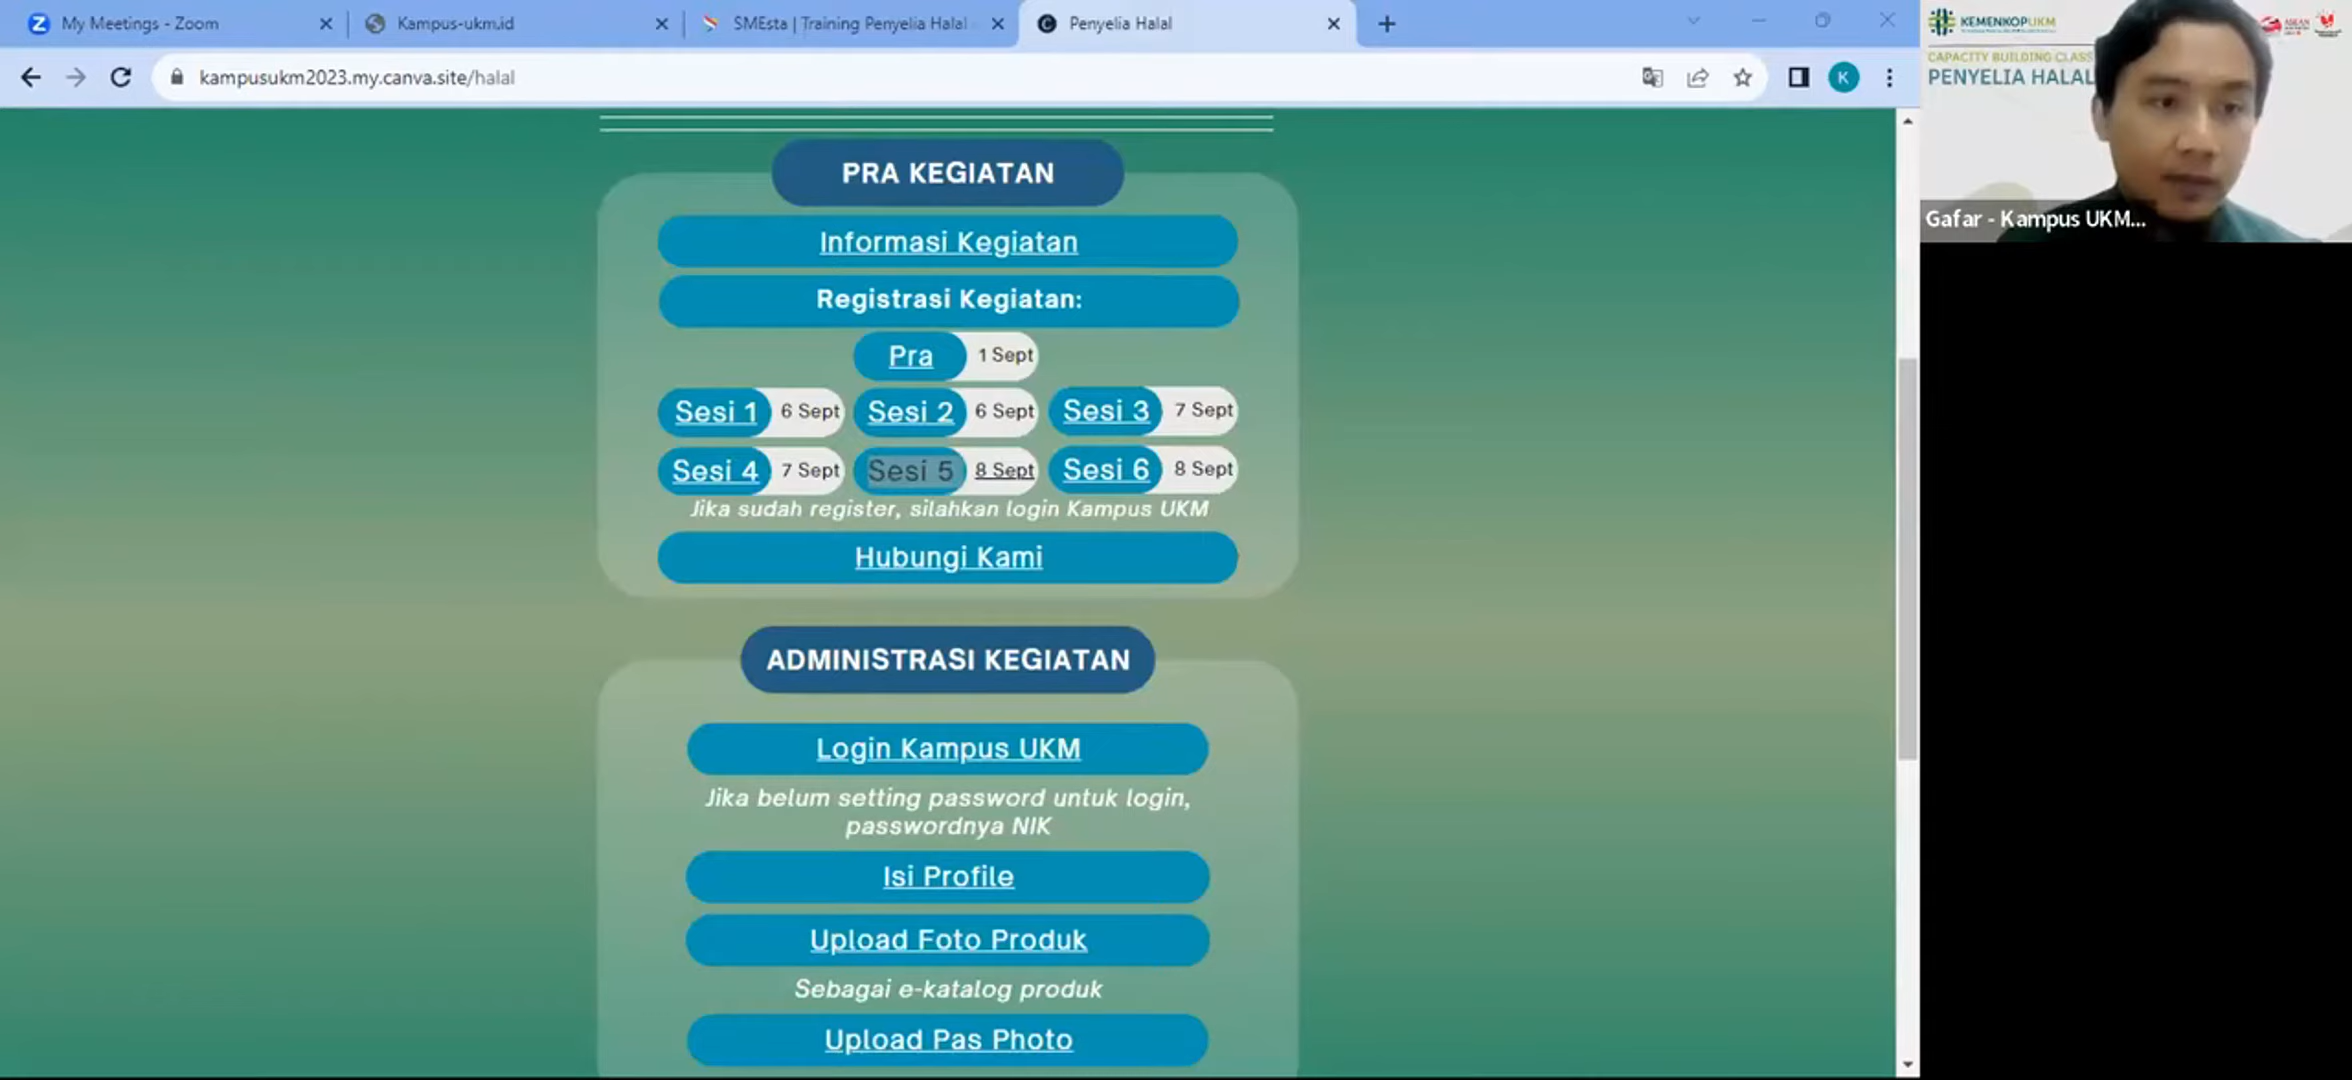 My Meetings - Zoom
Kampus-ukm.id
SMEsta | Training Penyelia Halal
Penyelia Halal
kampusukm2023.my.canva.site/halal
K
KEMENKOPUKM
CAPACITY BUILDING CLASS
PENYELIA HALAL
Gafar - Kampus UKM...
PRA KEGIATAN
Informasi Kegiatan
Registrasi Kegiatan:
Pra 1 Sept
Sesi 1 6 Sept Sesi 2 6 Sept Sesi 3 7 Sept
Sesi 4 7 Sept Sesi 5 8 Sept Sesi 6 8 Sept
Jika sudah register, silahkan login Kampus UKM
Hubungi Kami
ADMINISTRASI KEGIATAN
Login Kampus UKM
Jika belum setting password untuk login,
passwordnya NIK
Isi Profile
Upload Foto Produk
Sebagai e-katalog produk
Upload Pas Photo